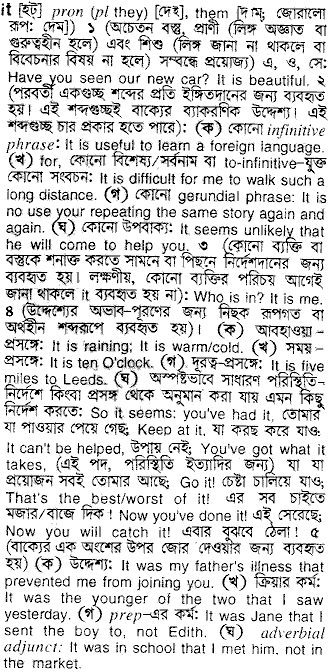 it [ইট] pron (pl they) [দেই], them [দাম্; জোরালো
রূপ: দেম্] ১ (অচেতন বস্তু, প্রাণী (লিঙ্গ অজ্ঞাত বা
গুরুত্বহীন হলে) এবং শিশু (লিঙ্গ জানা না থাকলে বা
বিবেচনার বিষয় না হলে) সম্বন্ধে প্রযোজ্য) এ, ও, সে:
Have you seen our new car? It is beautiful. ২
(পরবর্তী একগুচ্ছ শব্দের প্রতি ইঙ্গিতদানের জন্য ব্যবহৃত
হয়। এই শব্দগুচ্ছই বাক্যের ব্যাকরণিক উদ্দেশ্য। এই
শব্দগুচ্ছ চার প্রকার হতে পারে): (ক) কোনো infinitive
phrase: It is useful to learn a foreign language.
(খ) for, কোনো বিশেষ্য/সর্বনাম বা to-infinitive–যুক্ত
কোনো সংবচন: It is difficult for me to walk such a
long distance. (গ) কোনো gerundial phrase: It is
no use your repeating the same story again and
again. (ঘ) কোনো উপবাক্য: It seems unlikely that
he will come to help you. ৩ (কোনো ব্যক্তি বা
বস্তুকে শনাক্ত করতে সামনে বা পিছনে নির্দেশদানের জন্য
ব্যবহৃত হয়। লক্ষণীয়, কোনো ব্যক্তির পরিচয় আগেই
জানা থাকলে it ব্যবহৃত হয় না): Who is in? It is me.
৪ (উদ্দেশ্যের অভাব-পূরণের জন্য নিছক রূপগত বা
অর্থহীন শব্দরূপে ব্যবহৃত হয়)। (ক) আবহাওয়া–
প্রসঙ্গে: It is raining; It is warm/cold. (খ) সময়–
প্রসঙ্গে: It is ten O'clock. (গ) দূরত্ব–প্রসঙ্গে: It is five
miles to Leeds. (ঘ) অস্পষ্টভাবে সাধারণ পরিস্থিতি–
নির্দেশে কিংবা প্রসঙ্গ থেকে অনুমান করা যায় এমন কিছু
নির্দেশ করতে: So it seems: you've had it, তোমার
যা পাওয়ার পেয়ে গেছ; Keep at it, যা করছ করে যাও:
It can't be helped, উপায় নেই; You've got what it
takes, (এই পদ, পরিস্থিতি ইত্যাদির জন্য) যা যা
প্রয়োজন সবই তোমার আছে; Go it! চেষ্টা চালিয়ে যাও;
That's the best/worst of it! এর সব চাইতে
মজার/বাজে দিক! Now you've done it! এই সেরেছে;
Now you will catch it! এবার বুঝবে ঠেলা! ৫
(বাক্যের এক অংশের উপর জোর দেওয়ার জন্য ব্যবহৃত
হয়) (ক) উদ্দেশ্য: It was my father's illness that
prevented me from joining you. (খ) ক্রিয়ার কর্ম:
It was the younger of the two that I saw
yesterday. (গ) prep–এর কর্ম: It was Jane that I
sent the boy to, not Edith. (ঘ) adverbial
adjunct: It was in school that I met him, not in
the market.